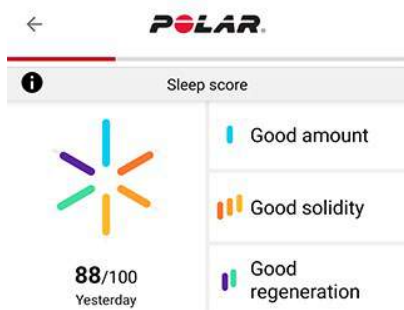 POLAR.
Sleep score
Good amount
Good solidity
Good
regeneration
88/100
Yesterday